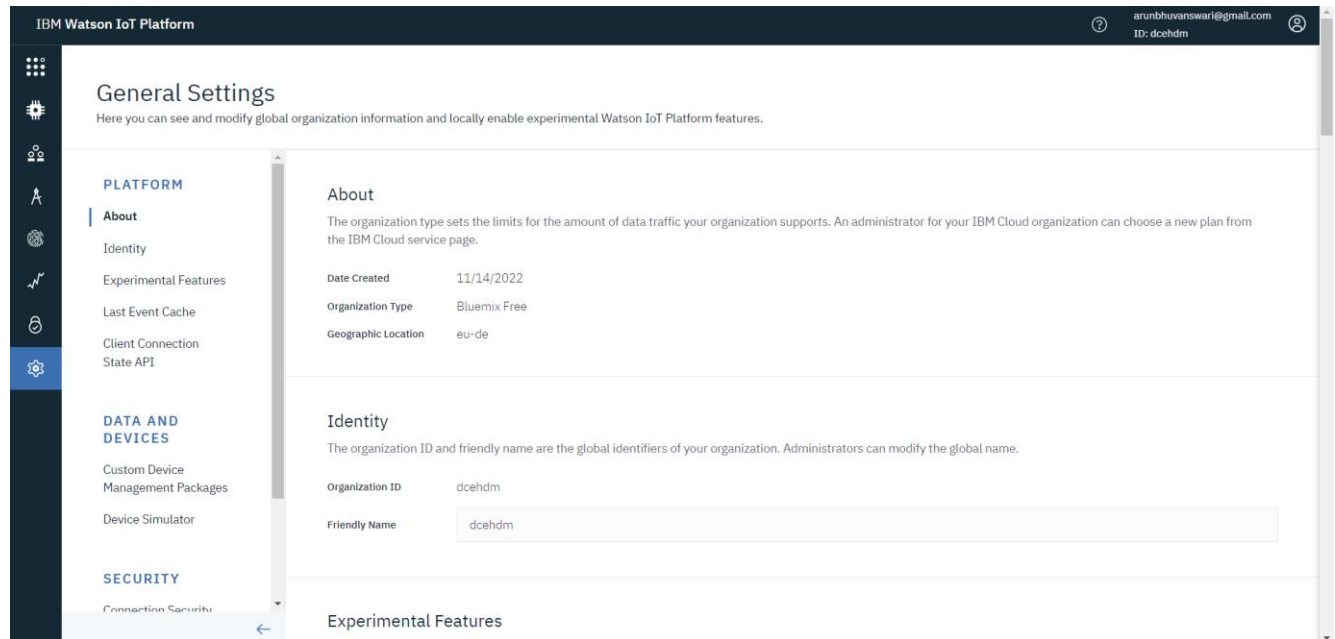 IBM Watson IoT Platform
arunbhuvanswari@gmail.com
ID: dcehdm
General Settings
Here you can see and modify global organization information and locally enable experimental Watson IoT Platform features.
PLATFORM
About
Identity
Experimental Features
Last Event Cache
Client Connection
State API
DATA AND
DEVICES
Custom Device
Management Packages
Device Simulator
SECURITY
Connection Security
About
The organization type sets the limits for the amount of data traffic your organization supports. An administrator for your IBM Cloud organization can choose a new plan from
the IBM Cloud service page.
Date Created 11/14/2022
Organization Type Bluemix Free
Geographic Location eu-de
Identity
The organization ID and friendly name are the global identifiers of your organization. Administrators can modify the global name.
Organization ID dcehdm
Friendly Name dcehdm
Experimental Features